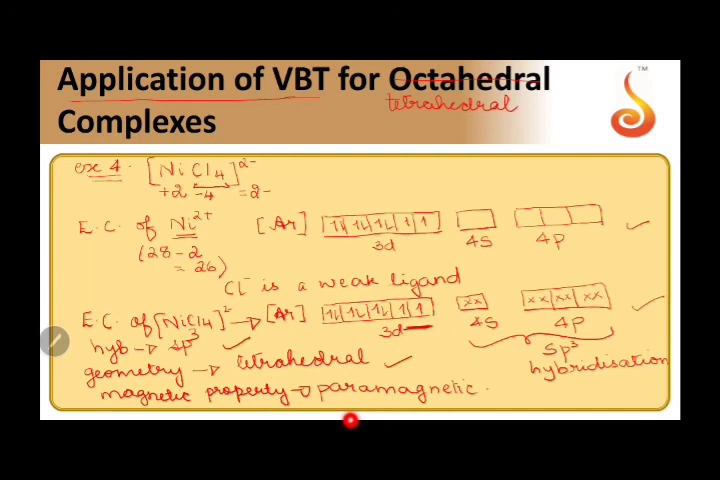 Application of VBT for Octahedral
tetrahedral
Complexes
TM
ex 4. [NiCl4]2-
+2 -4 = 2-
E.C. of Ni2+ [Ar] 3d 4s 4p
(28-2
= 26)
Cl- is a weak ligand
E.C. of [NiCl4]2- → [Ar] 3d 4s 4p
hyb → sp3
sp3
geometry → tetrahedral
hybridisation
magnetic property → paramagnetic.